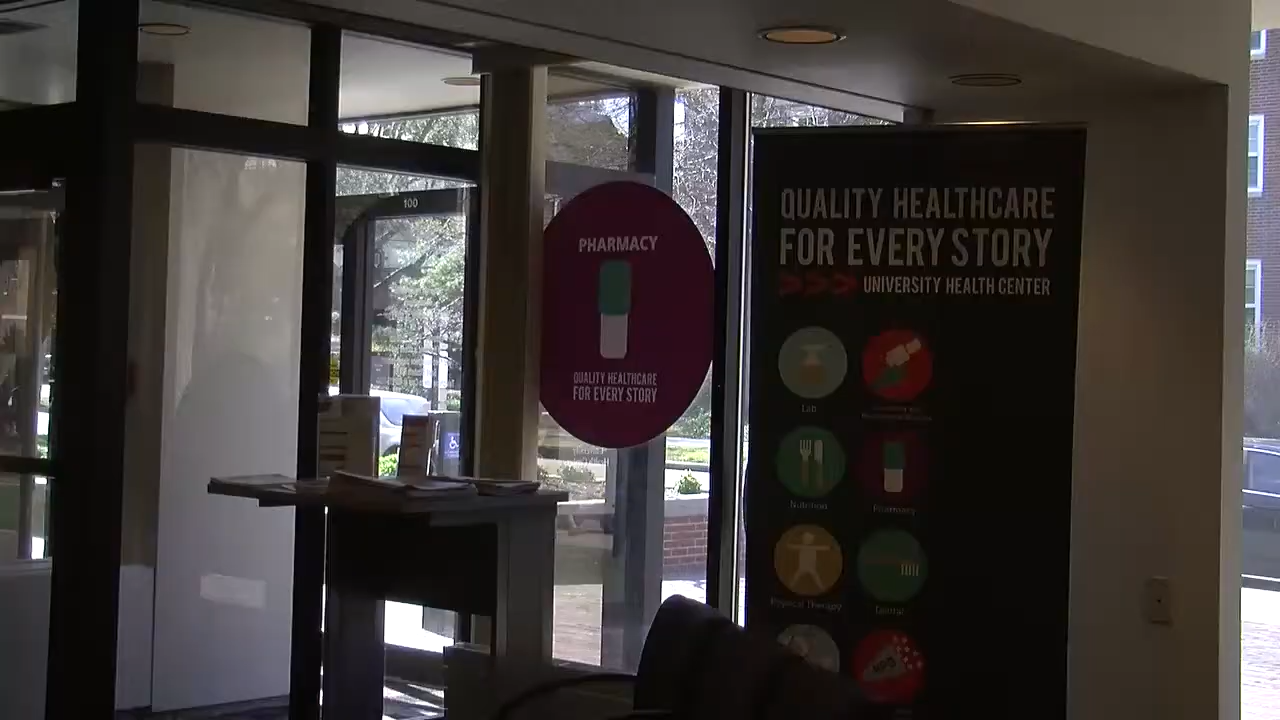 100
PHARMACY
QUALITY HEALTHCARE
FOR EVERY STORY
QUALITY HEALTHCARE
FOR EVERY STORY
UNIVERSITY HEALTH CENTER
Lab
Nutrition
Pharmacy
Physical Therapy
Dental